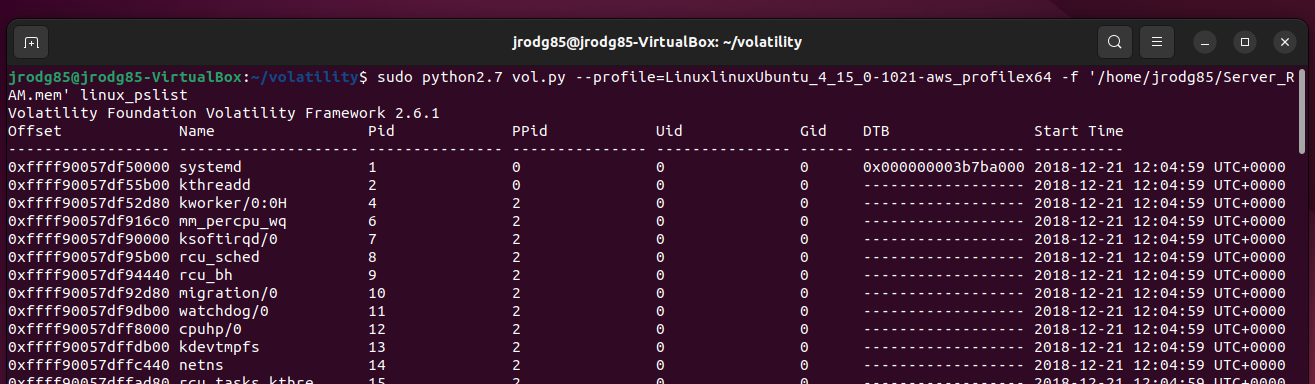 jrodg85@jrodg85-VirtualBox: ~/volatility
jrodg85@jrodg85-VirtualBox:~/volatility$ sudo python2.7 vol.py --profile=LinuxlinuxUbuntu_4_15_0-1021-aws_profilex64 -f '/home/jrodg85/Server_R
AM.mem' linux_pslist
Volatility Foundation Volatility Framework 2.6.1
Offset             Name                 Pid             PPid            Uid             Gid    DTB                Start Time
------------------ -------------------- --------------- --------------- --------------- ------ ------------------ ----------
0xffff90057df50000 systemd              1               0               0               0      0x000000003b7ba000 2018-12-21 12:04:59 UTC+0000
0xffff90057df55b00 kthreadd             2               0               0               0      ------------------ 2018-12-21 12:04:59 UTC+0000
0xffff90057df52d80 kworker/0:0H         4               2               0               0      ------------------ 2018-12-21 12:04:59 UTC+0000
0xffff90057df916c0 mm_percpu_wq         6               2               0               0      ------------------ 2018-12-21 12:04:59 UTC+0000
0xffff90057df90000 ksoftirqd/0          7               2               0               0      ------------------ 2018-12-21 12:04:59 UTC+0000
0xffff90057df95b00 rcu_sched            8               2               0               0      ------------------ 2018-12-21 12:04:59 UTC+0000
0xffff90057df94440 rcu_bh               9               2               0               0      ------------------ 2018-12-21 12:04:59 UTC+0000
0xffff90057df92d80 migration/0          10              2               0               0      ------------------ 2018-12-21 12:04:59 UTC+0000
0xffff90057df9db00 watchdog/0           11              2               0               0      ------------------ 2018-12-21 12:04:59 UTC+0000
0xffff90057dff8000 cpuhp/0              12              2               0               0      ------------------ 2018-12-21 12:04:59 UTC+0000
0xffff90057dffdb00 kdevtmpfs            13              2               0               0      ------------------ 2018-12-21 12:04:59 UTC+0000
0xffff90057dffc440 netns                14              2               0               0      ------------------ 2018-12-21 12:04:59 UTC+0000
0xffff90057dffad80 rcu_tasks_kthre      15              2               0               0      ------------------ 2018-12-21 12:04:59 UTC+0000